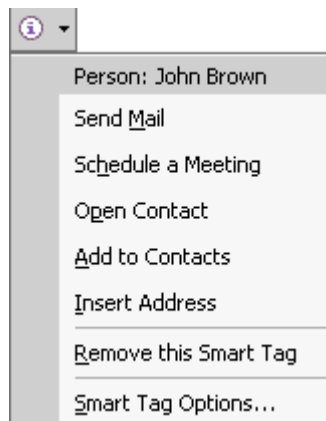 Person: John Brown
Send Mail
Schedule a Meeting
Open Contact
Add to Contacts
Insert Address
Remove this Smart Tag
Smart Tag Options...